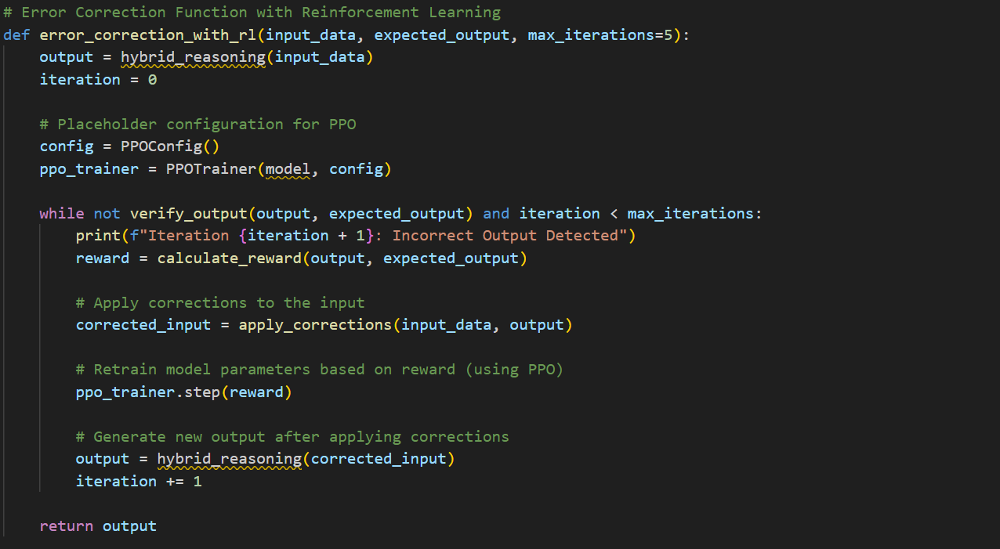 # Error Correction Function with Reinforcement Learning
def error_correction_with_rl(input_data, expected_output, max_iterations=5):
    output = hybrid_reasoning(input_data)
    iteration = 0

    # Placeholder configuration for PPO
    config = PPOConfig()
    ppo_trainer = PPOTrainer(model, config)

    while not verify_output(output, expected_output) and iteration < max_iterations:
        print(f"Iteration {iteration + 1}: Incorrect Output Detected")
        reward = calculate_reward(output, expected_output)

        # Apply corrections to the input
        corrected_input = apply_corrections(input_data, output)

        # Retrain model parameters based on reward (using PPO)
        ppo_trainer.step(reward)

        # Generate new output after applying corrections
        output = hybrid_reasoning(corrected_input)
        iteration += 1

    return output